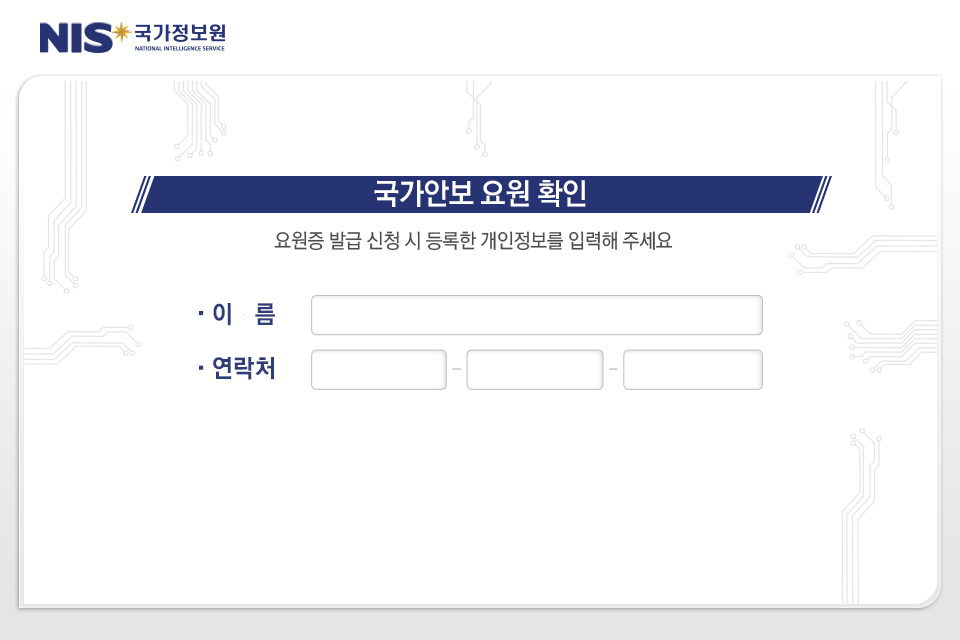 NIS 국가정보원
NATIONAL INTELLIGENCE SERVICE
국가안보 요원 확인
요원증 발급 신청 시 등록한 개인정보를 입력해 주세요
· 이 름
· 연락처 - -